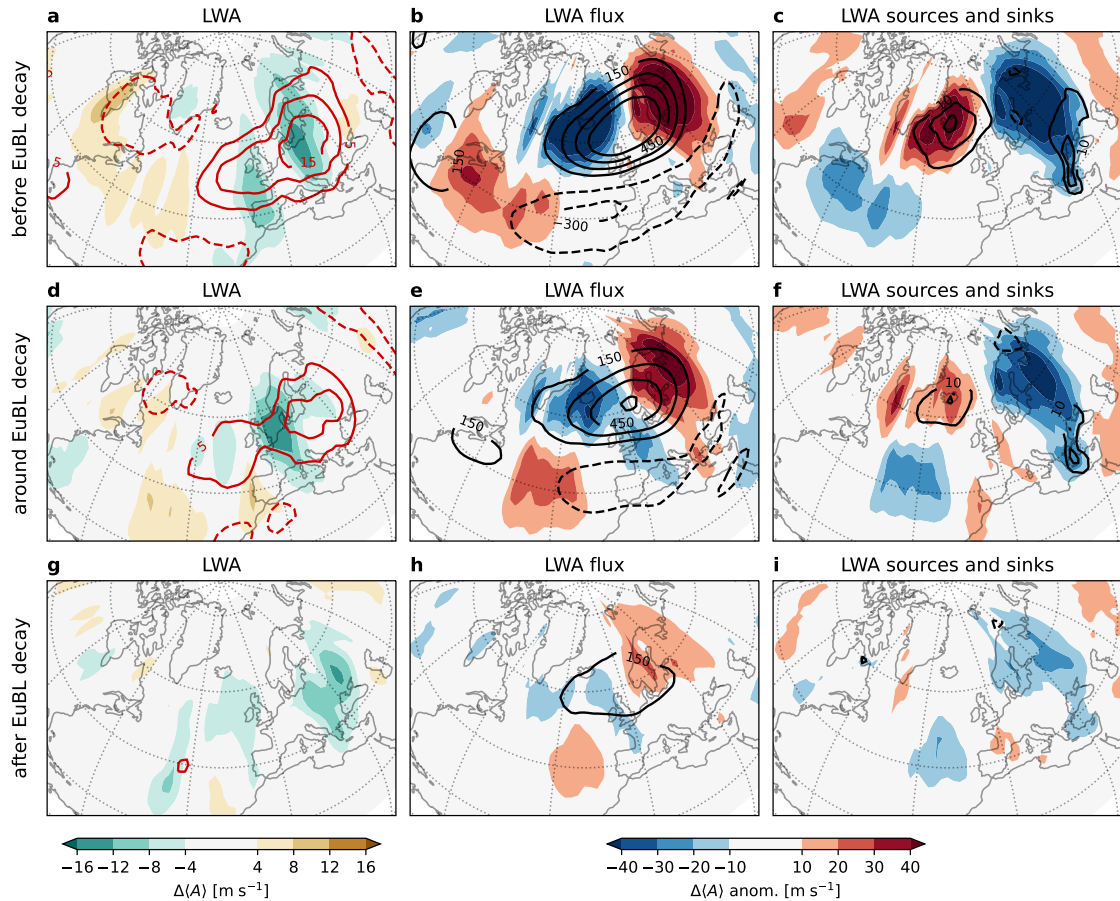 a LWA
b LWA flux
c LWA sources and sinks
before EuBL decay
5
5
15
5
150
450
150
−300
10
d LWA
e LWA flux
f LWA sources and sinks
around EuBL decay
5
150
450
150
10
10
g LWA
h LWA flux
i LWA sources and sinks
after EuBL decay
150
−16 −12 −8 −4 4 8 12 16
Δ⟨A⟩ [m s⁻¹]
−40 −30 −20 −10 10 20 30 40
Δ⟨A⟩ anom. [m s⁻¹]